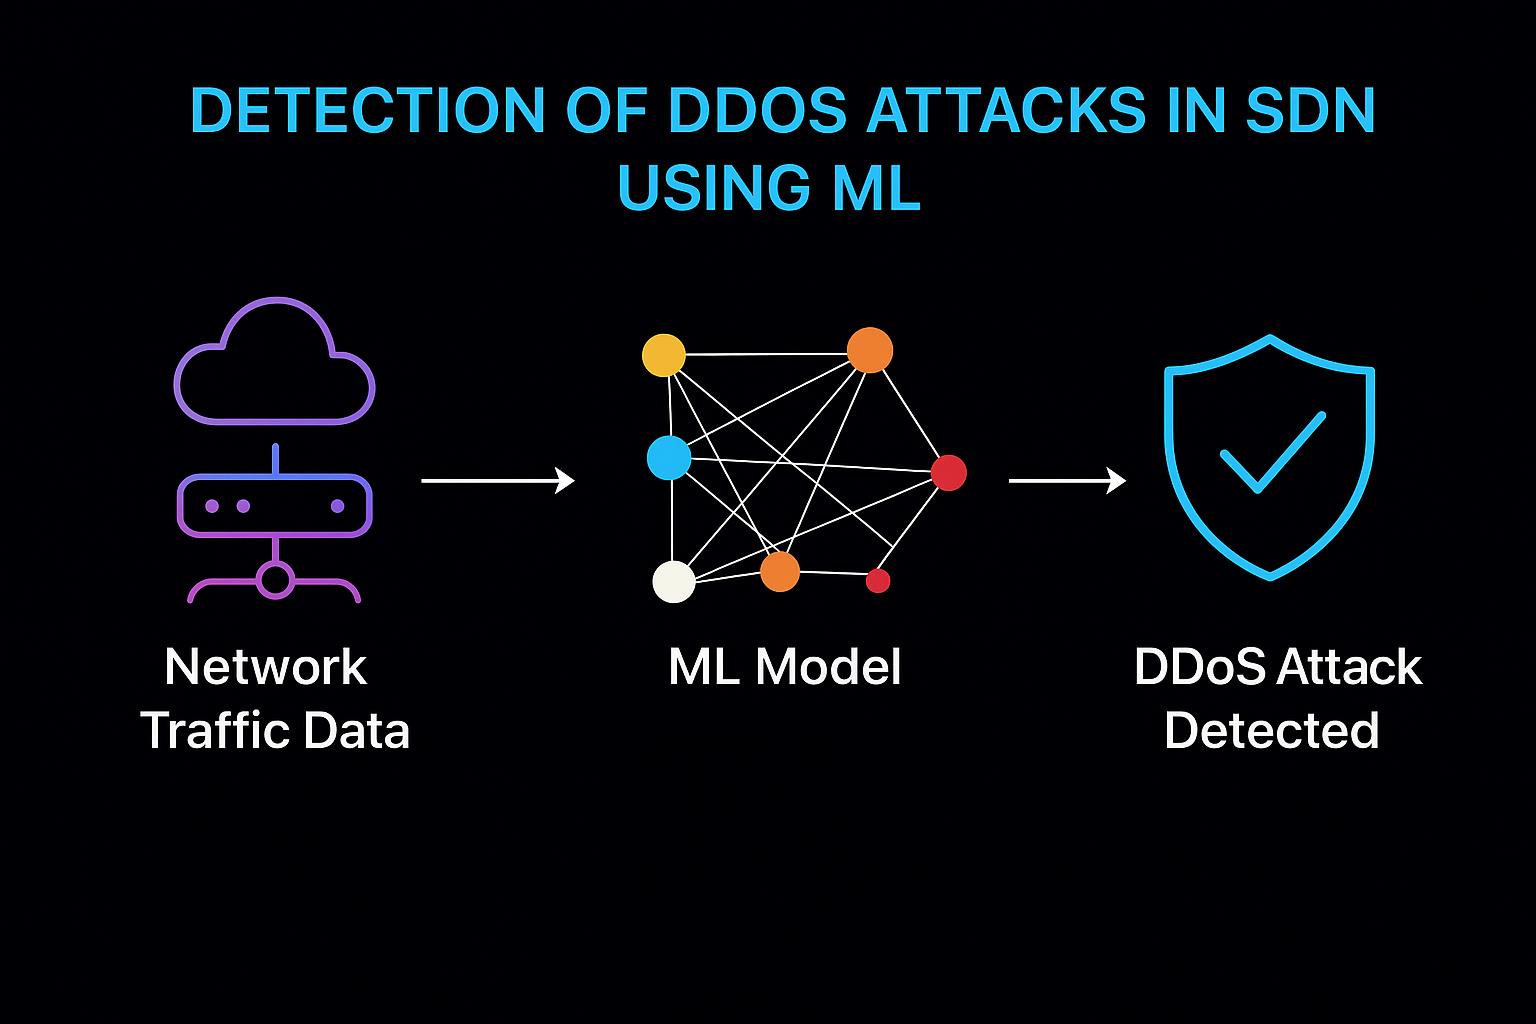 DETECTION OF DDOS ATTACKS IN SDN
USING ML
Network
Traffic Data
ML Model
DDoS Attack
Detected